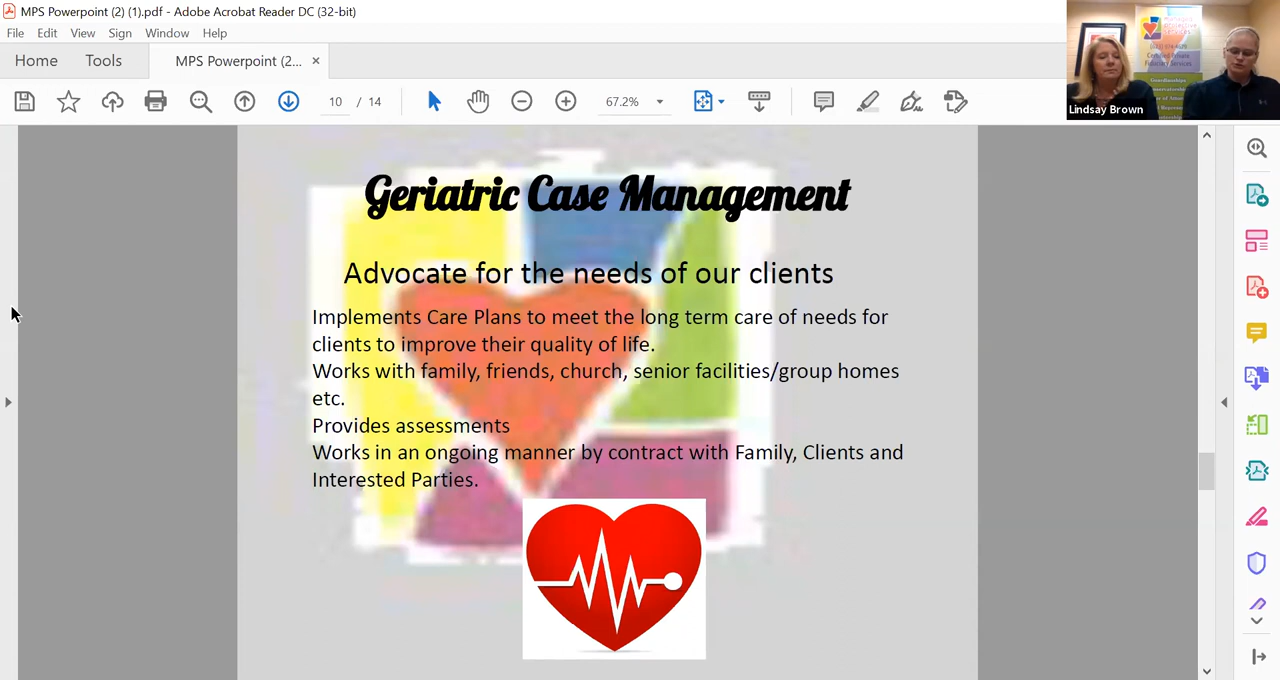 MPS Powerpoint (2) (1).pdf - Adobe Acrobat Reader DC (32-bit)
File Edit View Sign Window Help
Home Tools MPS Powerpoint (2... ×
10 / 14 67.2%
Lindsay Brown
Geriatric Case Management
Advocate for the needs of our clients
Implements Care Plans to meet the long term care of needs for
clients to improve their quality of life.
Works with family, friends, church, senior facilities/group homes
etc.
Provides assessments
Works in an ongoing manner by contract with Family, Clients and
Interested Parties.